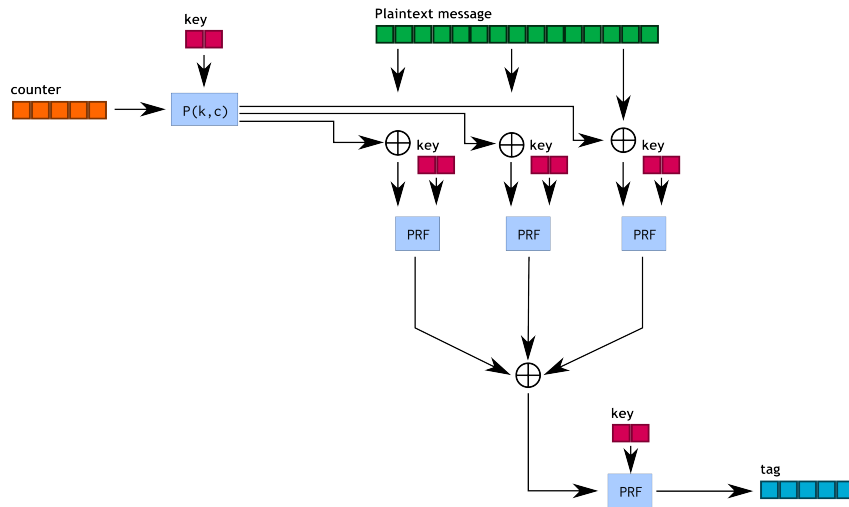 key
Plaintext message
counter
P(k,c)
key
key
key
PRF
PRF
PRF
key
tag
PRF